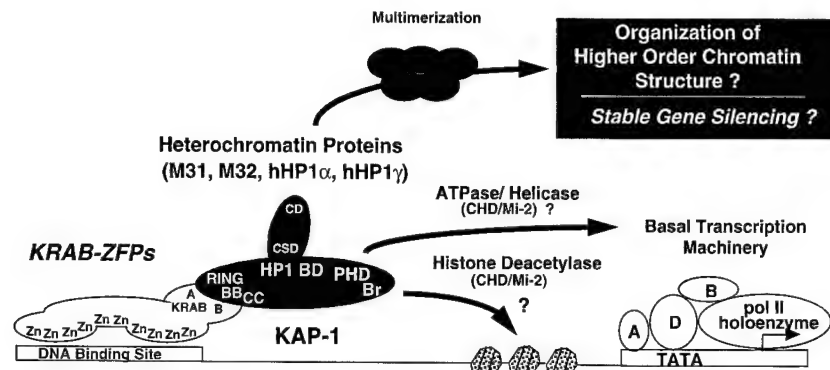 Multimerization
Organization of
Higher Order Chromatin
Structure ?
Stable Gene Silencing ?
Heterochromatin Proteins
(M31, M32, hHP1α, hHP1γ)
CD
CSD
ATPase/ Helicase
(CHD/Mi-2) ?
Basal Transcription
Machinery
KRAB-ZFPs
RING
BB
CC
HP1 BD
PHD
Br
Histone Deacetylase
(CHD/Mi-2)
?
A
KRAB B
KAP-1
Zn Zn Zn Zn Zn Zn Zn Zn Zn
DNA Binding Site
A
D
B
pol II
holoenzyme
TATA